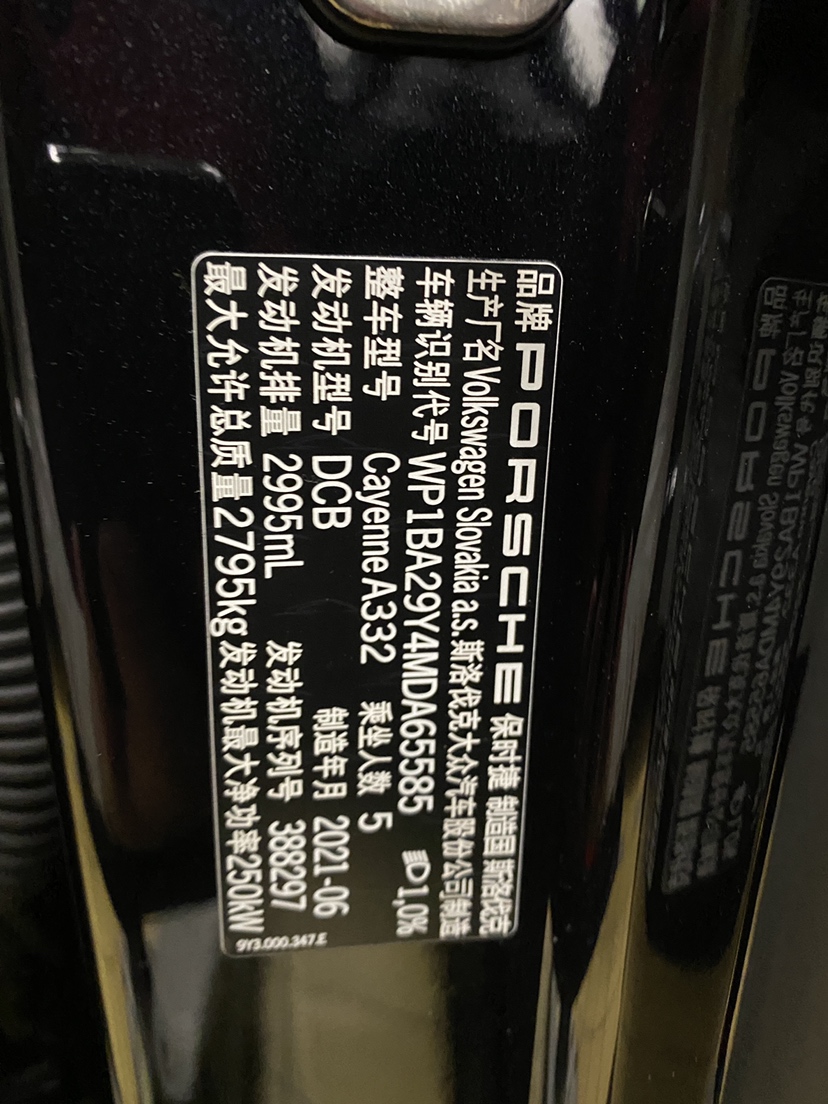 品牌 PORSCHE 保时捷 制造国 斯洛伐克
生产厂名 Volkswagen Slovakia a.s. 斯洛伐克大众汽车股份公司制造
车辆识别代号 WP1BA29Y4MDA65585 1,0%
整车型号 Cayenne A332 乘坐人数 5
发动机型号 DCB 制造年月 2021-06
发动机排量 2995mL 发动机序列号 388297
最大允许总质量 2795kg 发动机最大净功率 250kW
9Y3.000.347.E